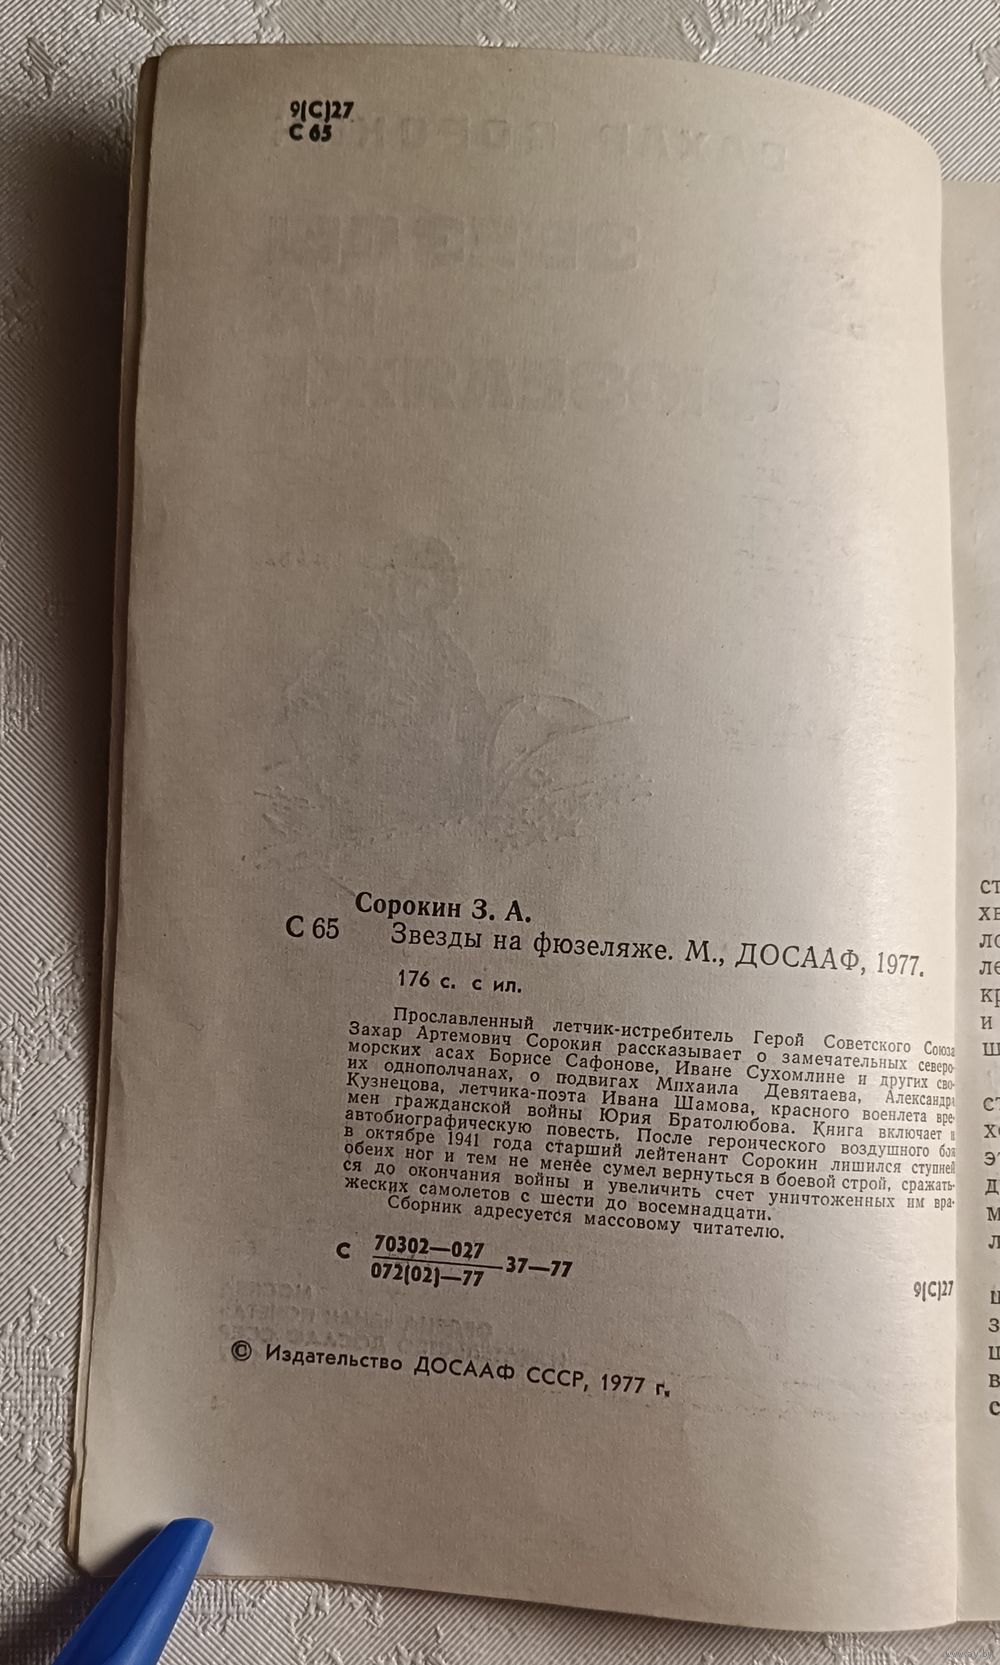 9(С)27
С 65
Сорокин З. А.
С 65 Звезды на фюзеляже. М., ДОСААФ, 1977.
176 с. с ил.
Прославленный летчик-истребитель Герой Советского Союза
Захар Артемович Сорокин рассказывает о замечательных северо-
морских асах Борисе Сафонове, Иване Сухомлине и других сво-
их однополчанах, о подвигах Михаила Девятаева, Александра
Кузнецова, летчика-поэта Ивана Шамова, красного военлета вре-
мен гражданской войны Юрия Братолюбова. Книга включает и
автобиографическую повесть. После героического воздушного боя
в октябре 1941 года старший лейтенант Сорокин лишился ступней
обеих ног и тем не менее сумел вернуться в боевой строй, сражать-
ся до окончания войны и увеличить счет уничтоженных им вра-
жеских самолетов с шести до восемнадцати.
Сборник адресуется массовому читателю.
С 70302—027
072(02)—77 37—77
9(С)27
© Издательство ДОСААФ СССР, 1977 г.
www.ay.by